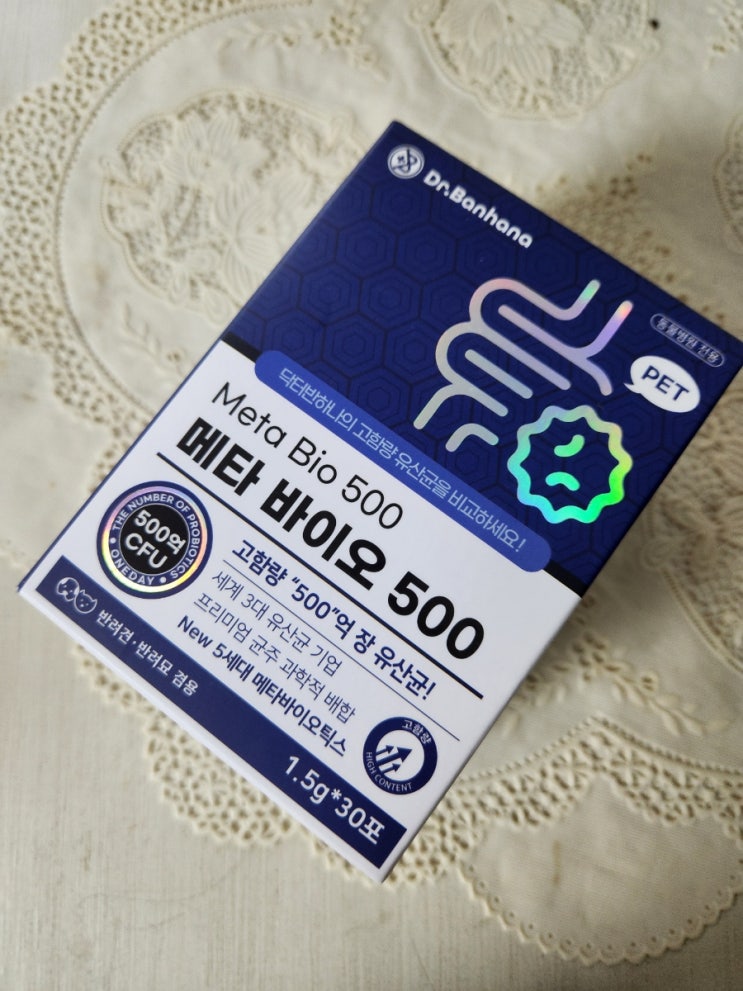 Dr.Banhana
동물병원 전용
PET
닥터반하나의 고함량 유산균을 비교하세요!
Meta Bio 500
메타 바이오 500
THE NUMBER OF PROBIOTICS
500억
CFU
• ONEDAY •
고함량 “500”억 장 유산균!
세계 3대 유산균 기업
프리미엄 균주 과학적 배합
New 5세대 메타바이오틱스
고함량
HIGH CONTENT
반려견·반려묘 겸용
1.5g*30포